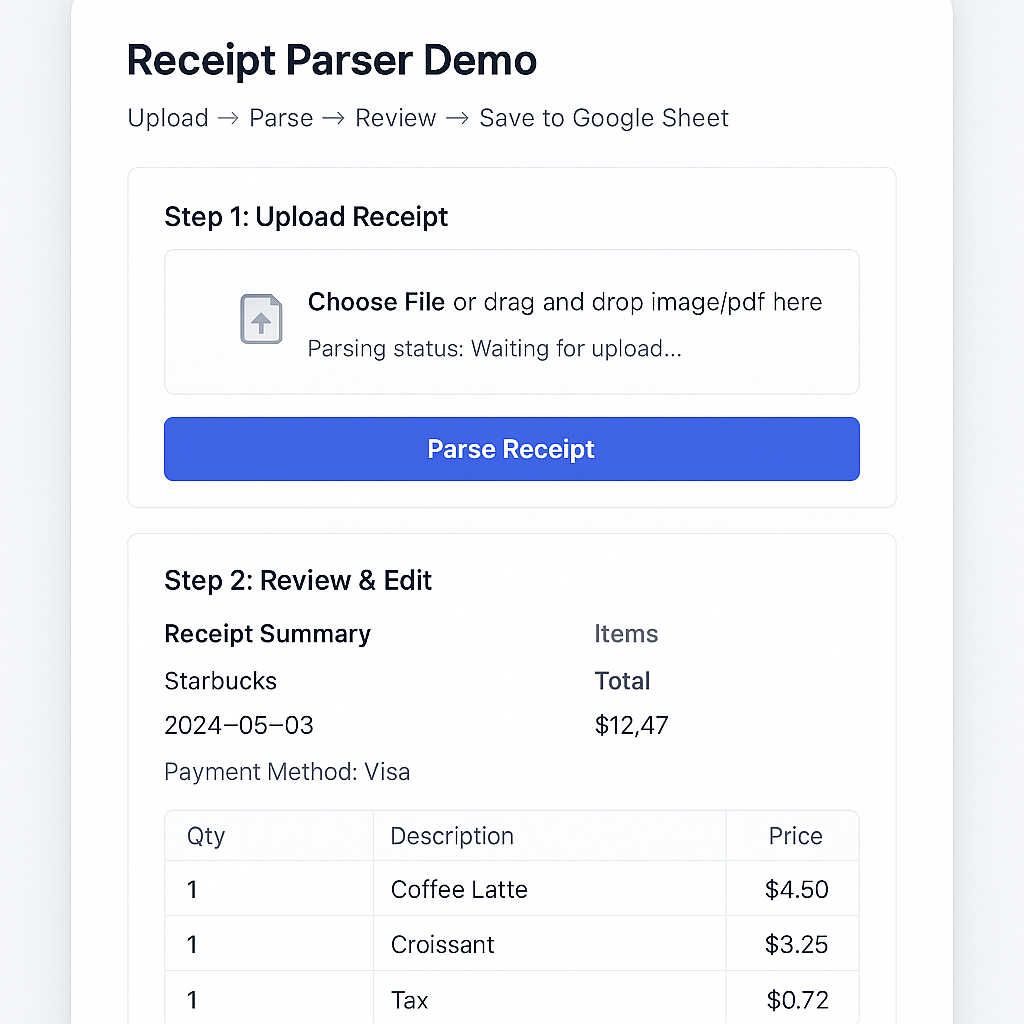 Receipt Parser Demo
Upload → Parse → Review → Save to Google Sheet
Step 1: Upload Receipt
Choose File or drag and drop image/pdf here
Parsing status: Waiting for upload...
Parse Receipt
Step 2: Review & Edit
Receipt Summary Items
Starbucks Total
2024–05–03 $12,47
Payment Method: Visa
Qty Description Price
1 Coffee Latte $4.50
1 Croissant $3.25
1 Tax $0.72